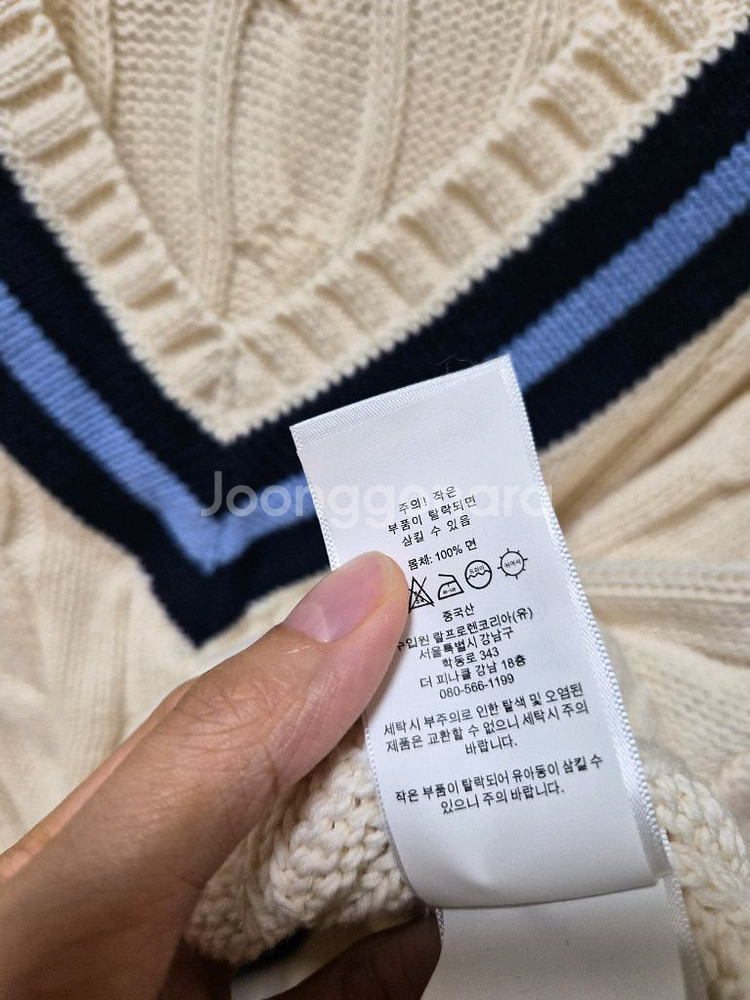 Joonggonara
주의! 작은
부품이 탈락되면
삼킬 수 있음
몸체: 100% 면
중국산
수입원 랄프로렌코리아(유)
서울특별시 강남구
학동로 343
더 피나클 강남 18층
080-566-1199
세탁시 부주의로 인한 탈색 및 오염된
제품은 교환할 수 없으니 세탁시 주의
바랍니다.
작은 부품이 탈락되어 유아동이 삼킬 수
있으니 주의 바랍니다.